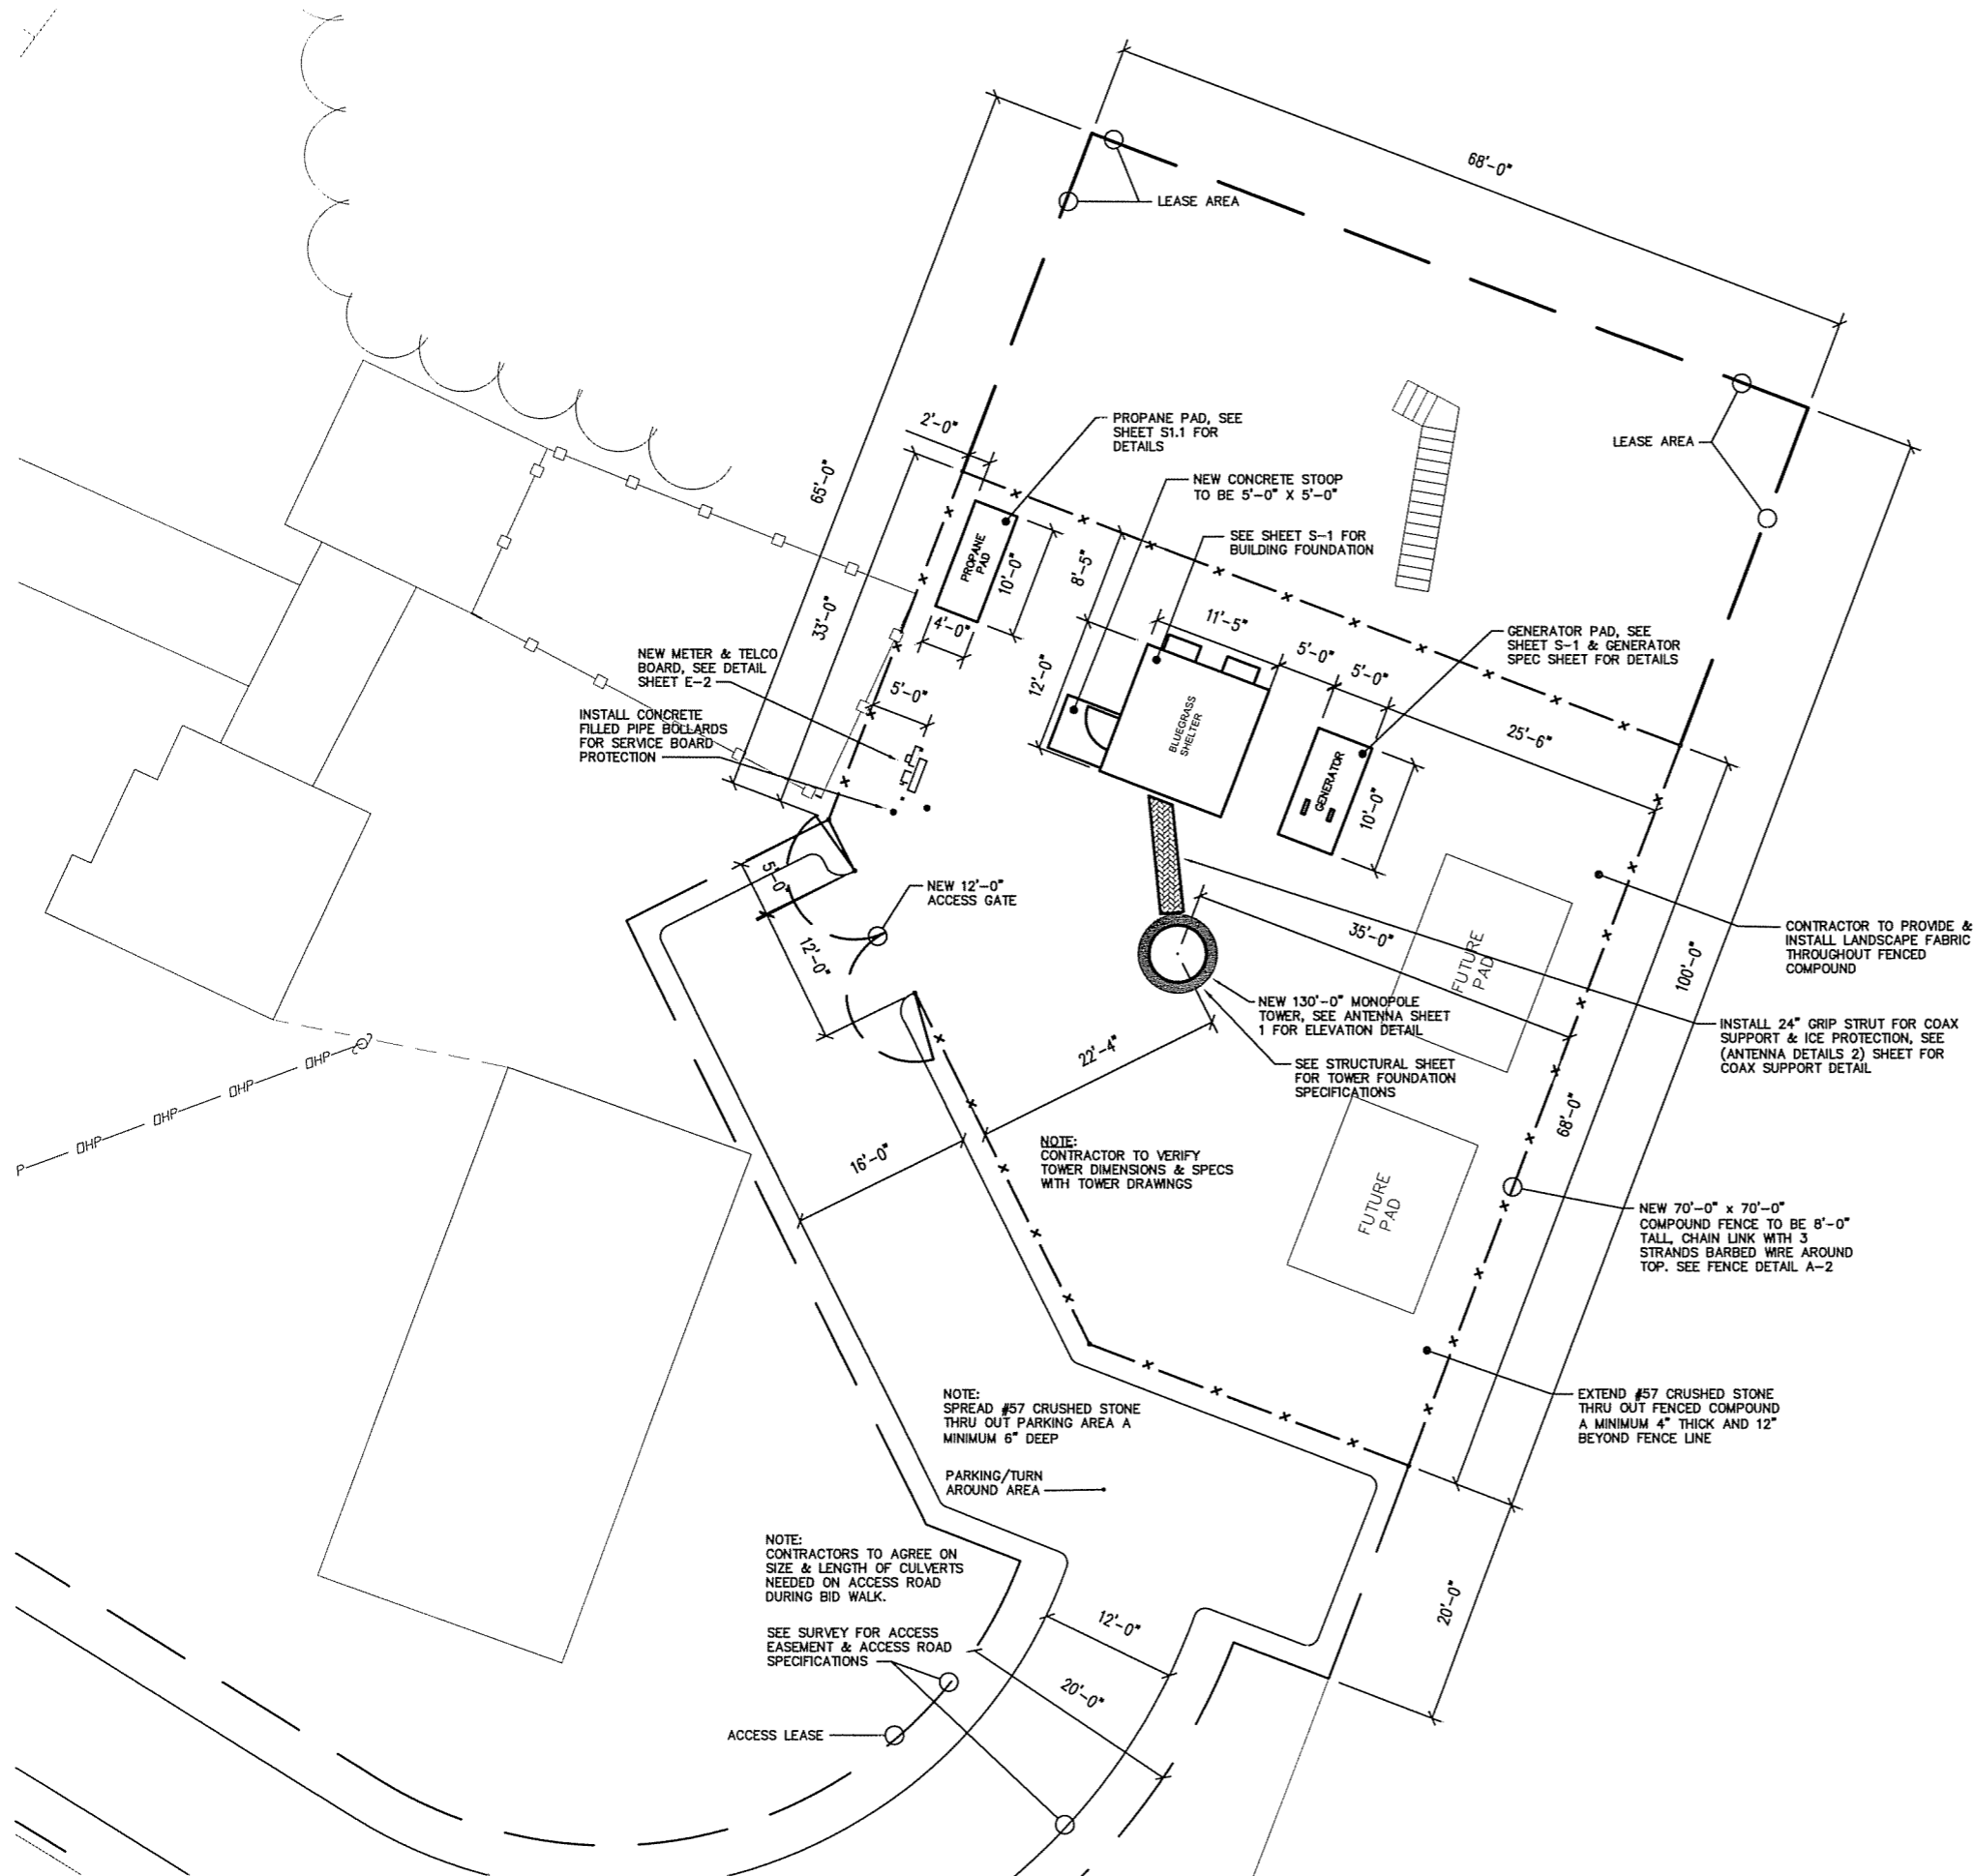 68'-0"
LEASE AREA
65'-0"
2'-0"
PROPANE PAD, SEE
SHEET S1.1 FOR
DETAILS
LEASE AREA
NEW CONCRETE STOOP
TO BE 5'-0" X 5'-0"
SEE SHEET S-1 FOR
BUILDING FOUNDATION
PROPANE
PAD
10'-0"
8'-5"
33'-0"
4'-0"
11'-5"
5'-0"
5'-0"
GENERATOR PAD, SEE
SHEET S-1 & GENERATOR
SPEC SHEET FOR DETAILS
NEW METER & TELCO
BOARD, SEE DETAIL
SHEET E-2
12'-0"
5'-0"
25'-6"
INSTALL CONCRETE
FILLED PIPE BOLLARDS
FOR SERVICE BOARD
PROTECTION
BLUEGRASS
SHELTER
GENERATOR
10'-0"
5'-0"
NEW 12'-0"
ACCESS GATE
12'-0"
35'-0"
FUTURE
PAD
100'-0"
CONTRACTOR TO PROVIDE &
INSTALL LANDSCAPE FABRIC
THROUGHOUT FENCED
COMPOUND
NEW 130'-0" MONOPOLE
TOWER, SEE ANTENNA SHEET
1 FOR ELEVATION DETAIL
INSTALL 24" GRIP STRUT FOR COAX
SUPPORT & ICE PROTECTION, SEE
(ANTENNA DETAILS 2) SHEET FOR
COAX SUPPORT DETAIL
22'-4"
SEE STRUCTURAL SHEET
FOR TOWER FOUNDATION
SPECIFICATIONS
P
OHP
OHP
OHP
OHP
68'-0"
16'-0"
NOTE:
CONTRACTOR TO VERIFY
TOWER DIMENSIONS & SPECS
WITH TOWER DRAWINGS
FUTURE
PAD
NEW 70'-0" x 70'-0"
COMPOUND FENCE TO BE 8'-0"
TALL, CHAIN LINK WITH 3
STRANDS BARBED WIRE AROUND
TOP. SEE FENCE DETAIL A-2
NOTE:
SPREAD #57 CRUSHED STONE
THRU OUT PARKING AREA A
MINIMUM 6" DEEP
EXTEND #57 CRUSHED STONE
THRU OUT FENCED COMPOUND
A MINIMUM 4" THICK AND 12"
BEYOND FENCE LINE
PARKING/TURN
AROUND AREA
NOTE:
CONTRACTORS TO AGREE ON
SIZE & LENGTH OF CULVERTS
NEEDED ON ACCESS ROAD
DURING BID WALK.
20'-0"
12'-0"
SEE SURVEY FOR ACCESS
EASEMENT & ACCESS ROAD
SPECIFICATIONS
20'-0"
ACCESS LEASE